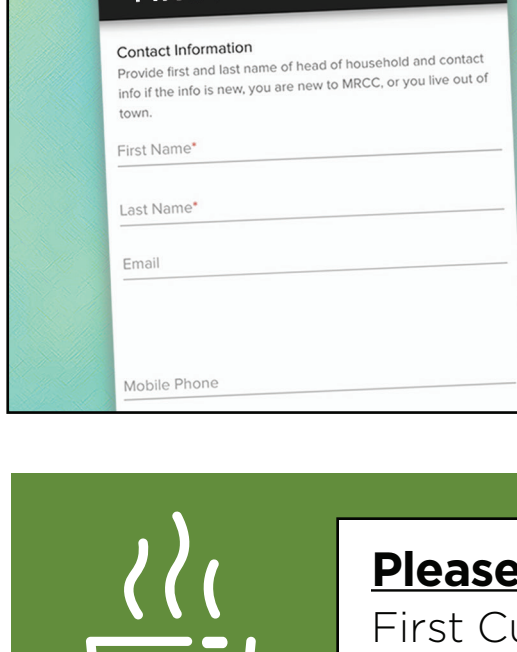 Contact Information
Provide first and last name of head of household and contact
info if the info is new, you are new to MRCC, or you live out of
town.
First Name*
Last Name*
Email
Mobile Phone
Please
First Cu